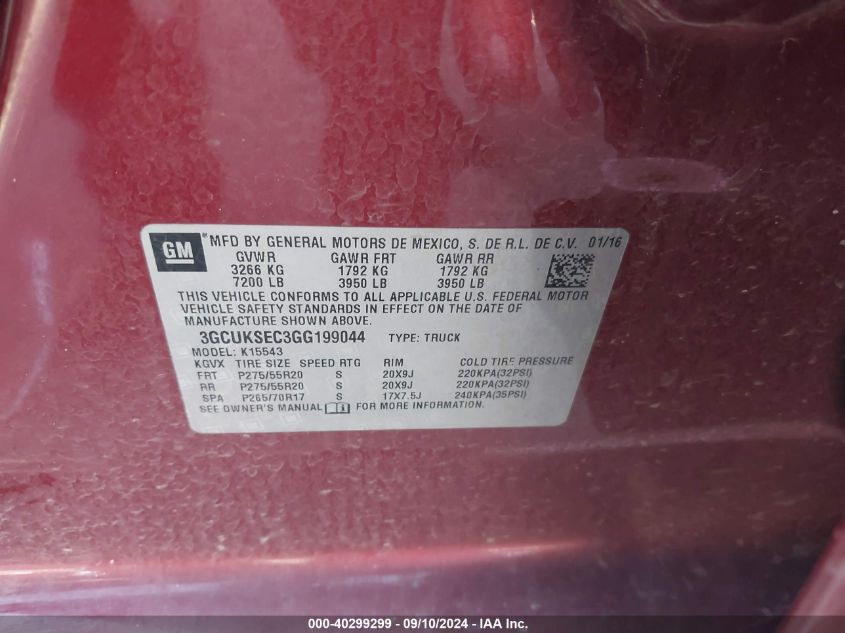 GM
® MFD BY GENERAL MOTORS DE MEXICO, S. DE R.L. DE C.V. 01/16
GVWR GAWR FRT GAWR RR
3266 KG 1792 KG 1792 KG
7200 LB 3950 LB 3950 LB
THIS VEHICLE CONFORMS TO ALL APPLICABLE U.S. FEDERAL MOTOR
VEHICLE SAFETY STANDARDS IN EFFECT ON THE DATE OF
MANUFACTURE SHOWN ABOVE.
3GCUKSEC3GG199044 TYPE: TRUCK
MODEL: K15543
KGVX TIRE SIZE SPEED RTG RIM COLD TIRE PRESSURE
FRT P275/55R20 S 20X9J 220KPA(32PSI)
RR P275/55R20 S 20X9J 220KPA(32PSI)
SPA P265/70R17 S 17X7.5J 240KPA(35PSI)
SEE OWNER'S MANUAL FOR MORE INFORMATION.
000-40299299 - 09/10/2024 - IAA Inc.